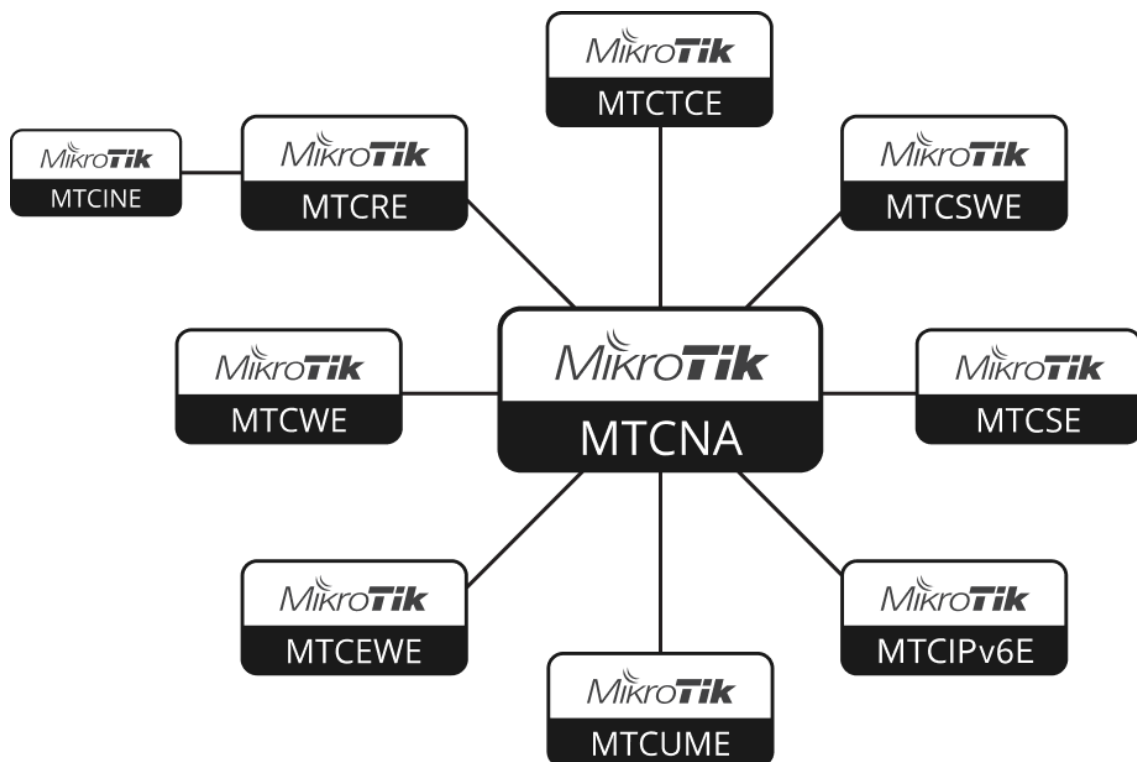 MikroTik
MTCTCE
MikroTik
MTCINE
MikroTik
MTCRE
MikroTik
MTCSWE
MikroTik
MTCWE
MikroTik
MTCNA
MikroTik
MTCSE
MikroTik
MTCEWE
MikroTik
MTCUME
MikroTik
MTCIPv6E